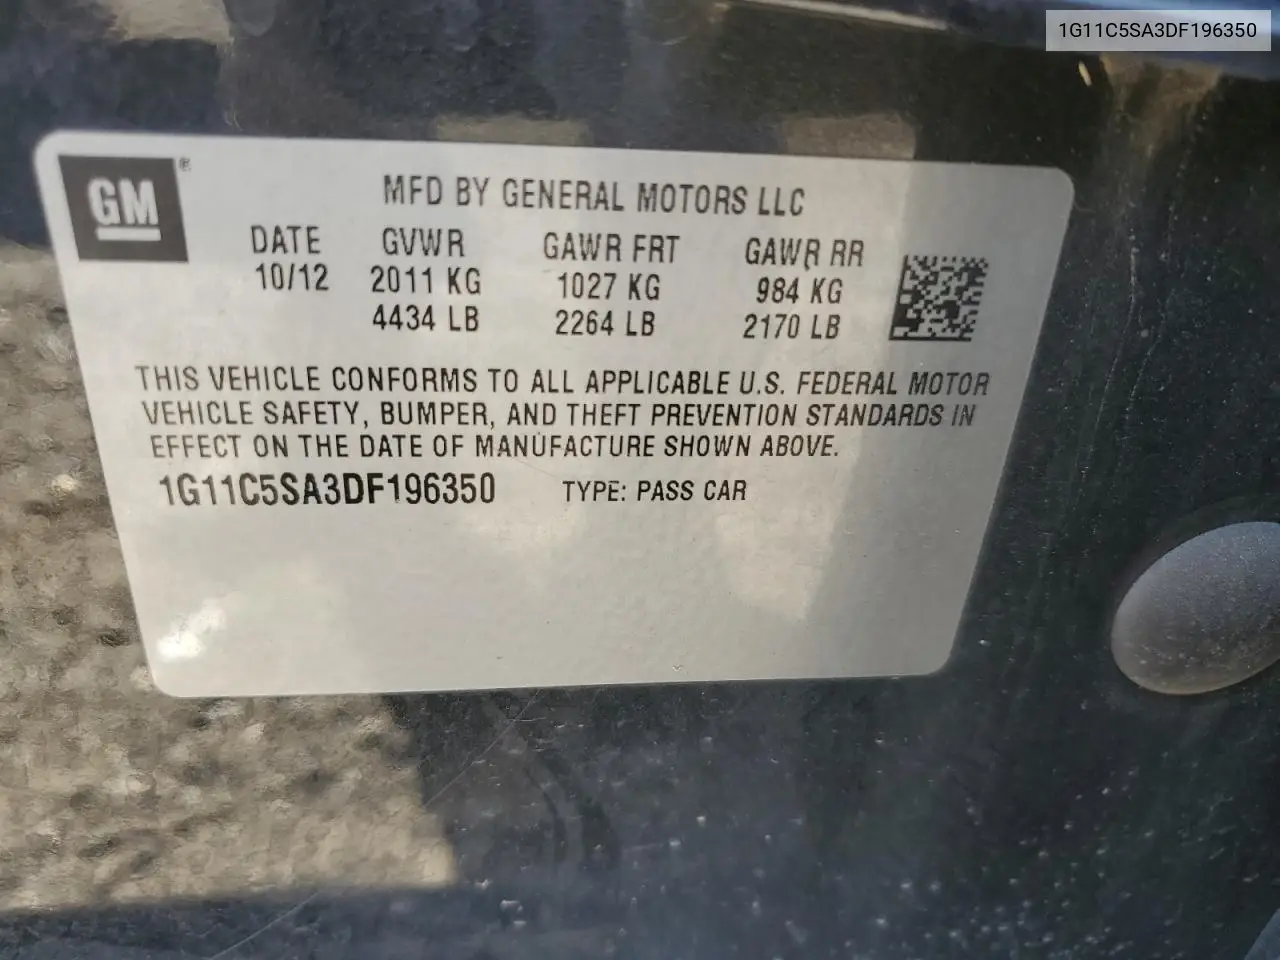 1G11C5SA3DF196350
GM ®
MFD BY GENERAL MOTORS LLC
DATE GVWR GAWR FRT GAWR RR
10/12 2011 KG 1027 KG 984 KG
4434 LB 2264 LB 2170 LB
THIS VEHICLE CONFORMS TO ALL APPLICABLE U.S. FEDERAL MOTOR
VEHICLE SAFETY, BUMPER, AND THEFT PREVENTION STANDARDS IN
EFFECT ON THE DATE OF MANUFACTURE SHOWN ABOVE.
1G11C5SA3DF196350 TYPE: PASS CAR